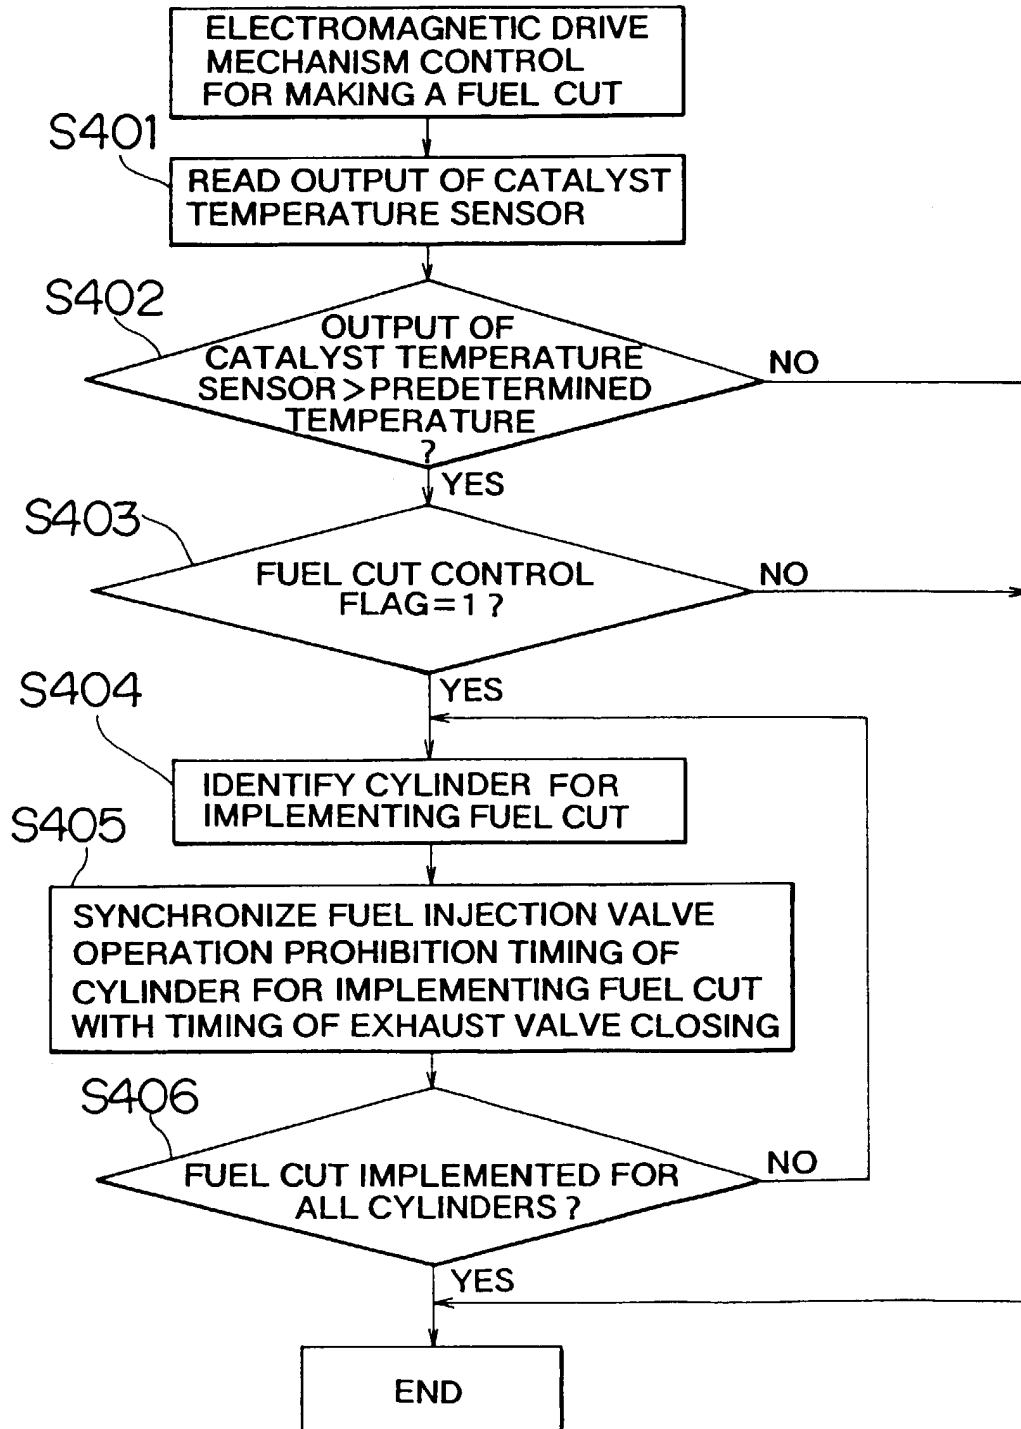 ELECTROMAGNETIC DRIVE
MECHANISM CONTROL
FOR MAKING A FUEL CUT
S401
READ OUTPUT OF CATALYST
TEMPERATURE SENSOR
S402
OUTPUT OF
CATALYST TEMPERATURE
SENSOR>PREDETERMINED
TEMPERATURE
?
NO
YES
S403
FUEL CUT CONTROL
FLAG=1?
NO
YES
S404
IDENTIFY CYLINDER FOR
IMPLEMENTING FUEL CUT
S405
SYNCHRONIZE FUEL INJECTION VALVE
OPERATION PROHIBITION TIMING OF
CYLINDER FOR IMPLEMENTING FUEL CUT
WITH TIMING OF EXHAUST VALVE CLOSING
S406
FUEL CUT IMPLEMENTED FOR
ALL CYLINDERS?
NO
YES
END